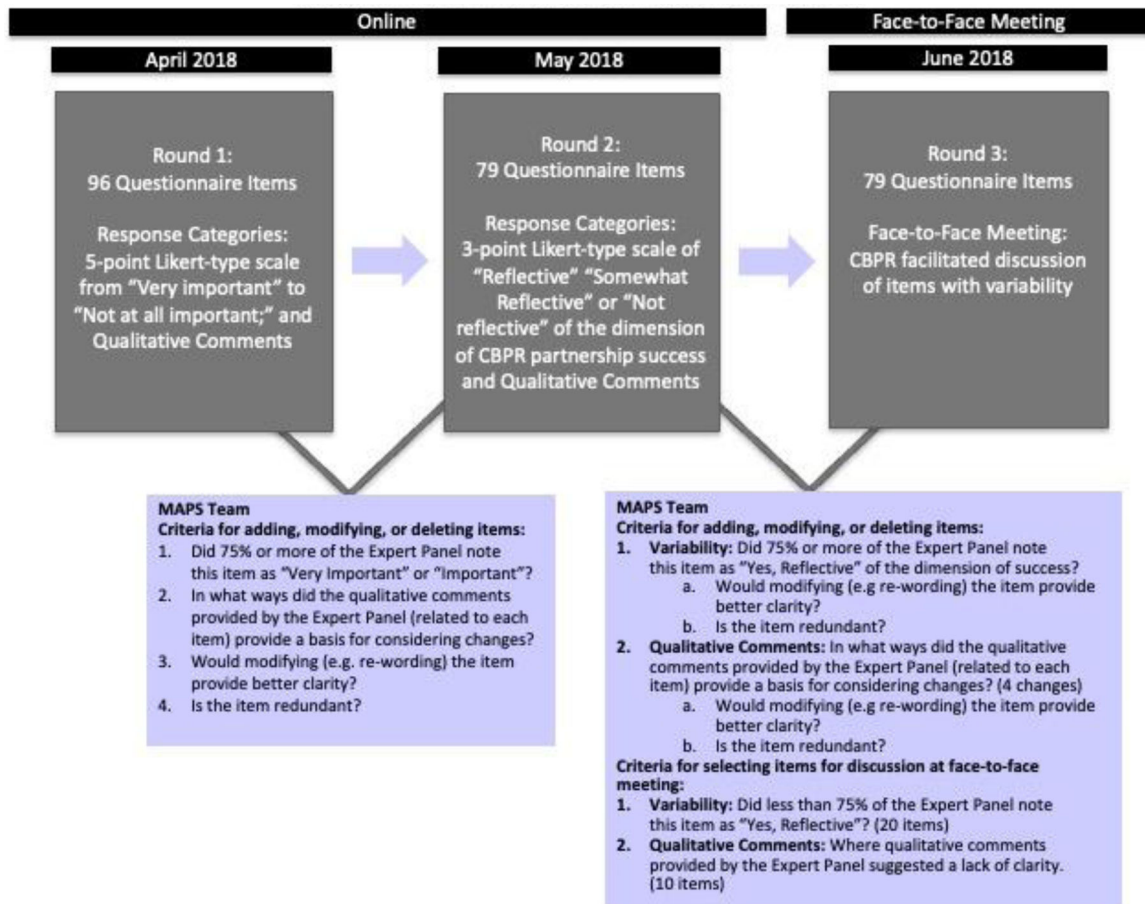 Online
Face-to-Face Meeting
April 2018
May 2018
June 2018
Round 1:
96 Questionnaire Items
Response Categories:
5-point Likert-type scale
from “Very important” to
“Not at all important;” and
Qualitative Comments
Round 2:
79 Questionnaire Items
Response Categories:
3-point Likert-type scale of
“Reflective” “Somewhat
Reflective” or “Not
reflective” of the dimension
of CBPR partnership success
and Qualitative Comments
Round 3:
79 Questionnaire Items
Face-to-Face Meeting:
CBPR facilitated discussion
of items with variability
MAPS Team
Criteria for adding, modifying, or deleting items:
1. Did 75% or more of the Expert Panel note
this item as “Very Important” or “Important”?
2. In what ways did the qualitative comments
provided by the Expert Panel (related to each
item) provide a basis for considering changes?
3. Would modifying (e.g. re-wording) the item
provide better clarity?
4. Is the item redundant?
MAPS Team
Criteria for adding, modifying, or deleting items:
1. Variability: Did 75% or more of the Expert Panel note
this item as “Yes, Reflective” of the dimension of success?
a. Would modifying (e.g re-wording) the item provide
better clarity?
b. Is the item redundant?
2. Qualitative Comments: In what ways did the qualitative
comments provided by the Expert Panel (related to each
item) provide a basis for considering changes? (4 changes)
a. Would modifying (e.g re-wording) the item provide
better clarity?
b. Is the item redundant?
Criteria for selecting items for discussion at face-to-face
meeting:
1. Variability: Did less than 75% of the Expert Panel note
this item as “Yes, Reflective”? (20 items)
2. Qualitative Comments: Where qualitative comments
provided by the Expert Panel suggested a lack of clarity.
(10 items)